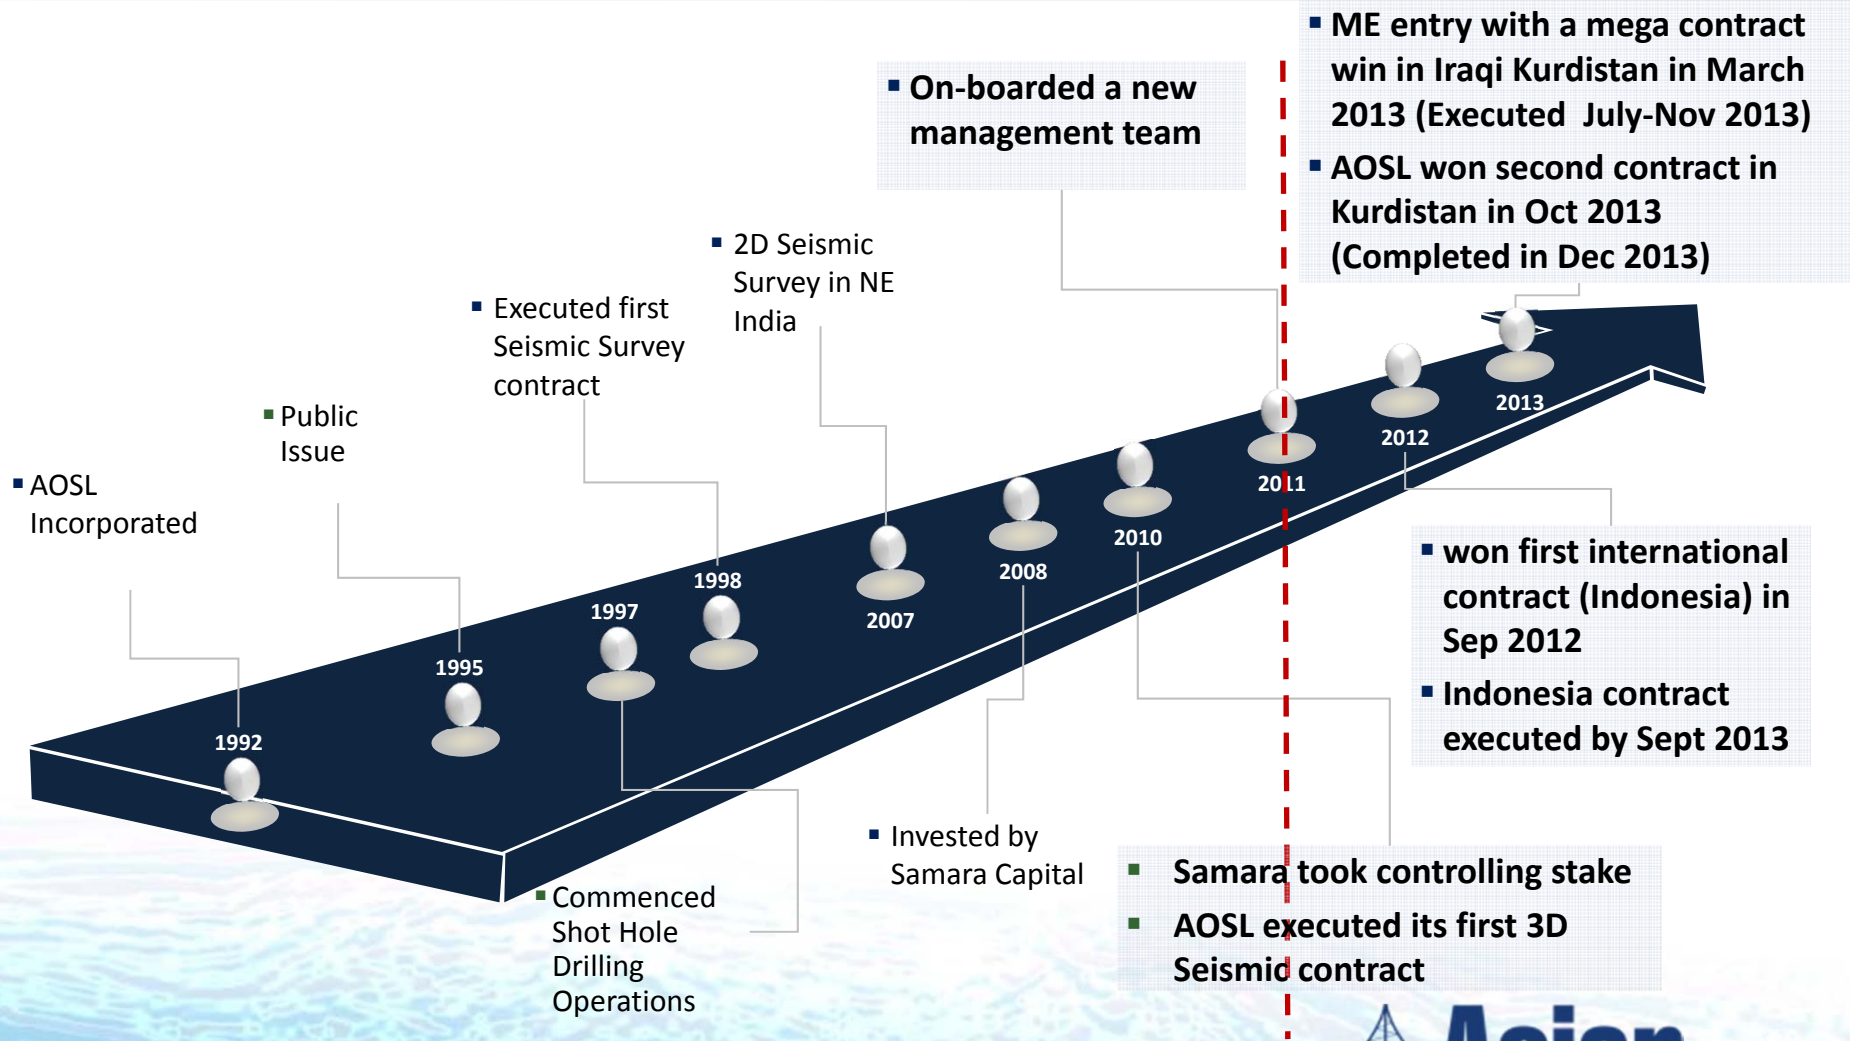 ▪ ME entry with a mega contract
win in Iraqi Kurdistan in March
2013 (Executed July-Nov 2013)
▪ AOSL won second contract in
Kurdistan in Oct 2013
(Completed in Dec 2013)
▪ On-boarded a new
management team
▪ 2D Seismic
Survey in NE
India
▪ Executed first
Seismic Survey
contract
▪ Public
Issue
▪ AOSL
Incorporated
1992
1995
1997
1998
2007
2008
2010
2011
2012
2013
▪ won first international
contract (Indonesia) in
Sep 2012
▪ Indonesia contract
executed by Sept 2013
▪ Invested by
Samara Capital
▪ Samara took controlling stake
▪ AOSL executed its first 3D
Seismic contract
▪ Commenced
Shot Hole
Drilling
Operations
Asian